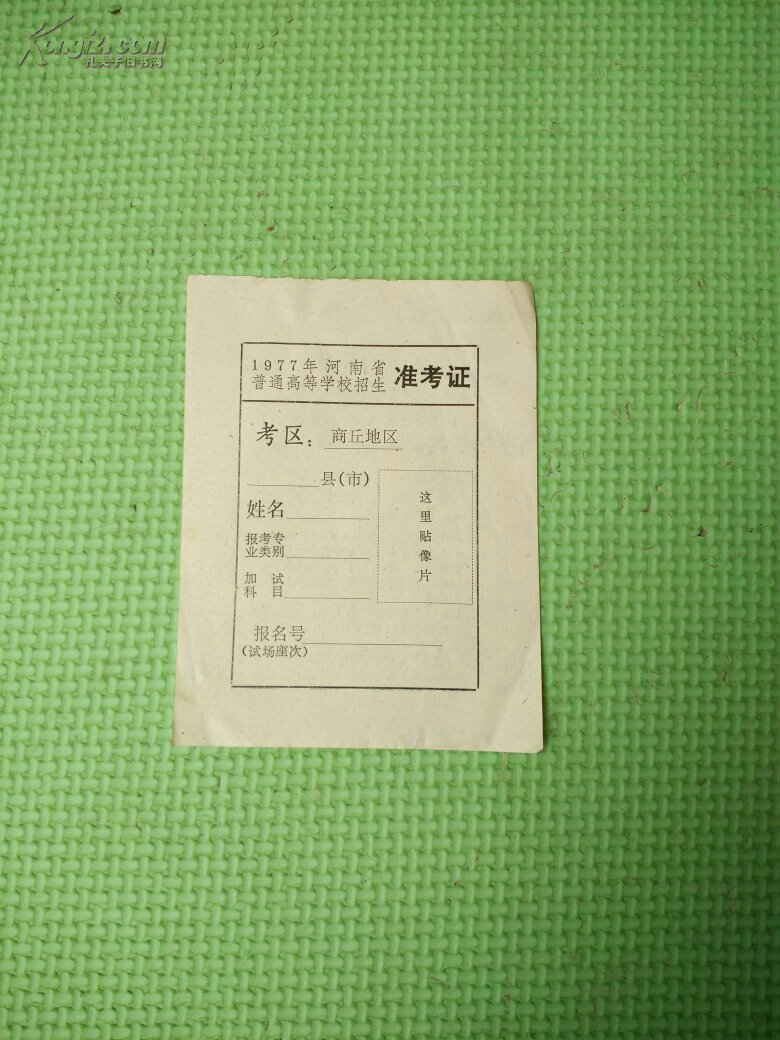 Kongfz.com
孔夫子旧书网
1977年河南省
普通高等学校招生
准考证
考区：商丘地区
县(市)
姓名
报考专
业类别
加试
科目
报名号
(试场座次)
这里贴像片